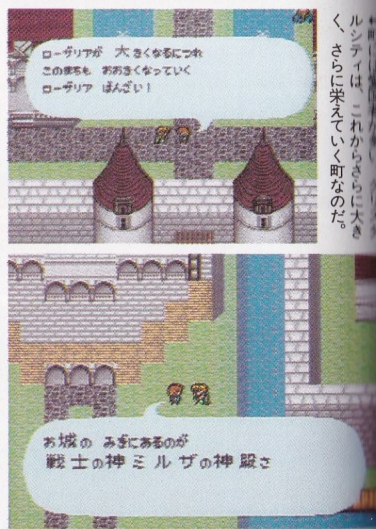 ローザリアが 大きくなるにつれ
このまちも おおきくなっていく
ローザリア ばんざい！
ルシティは、これからさらに大き
く、さらに栄えていく町なのだ。
お城の みぎにあるのが
戦士の神ミルザの神殿さ